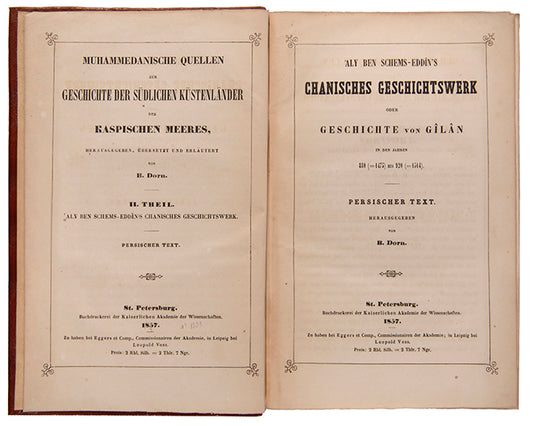 MUHAMMEDANISCHE QUELLEN
ZUR
GESCHICHTE DER SÜDLICHEN KÜSTENLÄNDER
DES
KASPISCHEN MEERES,
HERAUSGEGEBEN, ÜBERSETZT UND ERLÄUTERT
VON
B. Dorn.
II. THEIL.
'ALY BEN SCHEMS-EDDÎN'S CHANISCHES GESCHICHTSWERK.
PERSISCHER TEXT.
St. Petersburg.
Buchdruckerei der Kaiserlichen Akademie der Wissenschaften.
1857.
Zu haben bei Eggers et Comp., Commissionairen der Akademie, in Leipzig bei
Leopold Voss.
Preis: 2 Rbl. Silb. = 2 Thlr. 7 Ngr.
'ALY BEN SCHEMS-EDDÎN'S
CHANISCHES GESCHICHTSWERK
ODER
GESCHICHTE VON GÎLÂN
IN DEN JAHREN
880 (=1475) BIS 920 (=1514).
PERSISCHER TEXT.
HERAUSGEGEBEN
VON
B. Dorn.
St. Petersburg.
Buchdruckerei der Kaiserlichen Akademie der Wissenschaften.
1857.
Zu haben bei Eggers et Comp., Commissionairen der Akademie; in Leipzig bei
Leopold Voss.
Preis: 2 Rbl. Silb. = 2 Thlr. 7 Ngr.